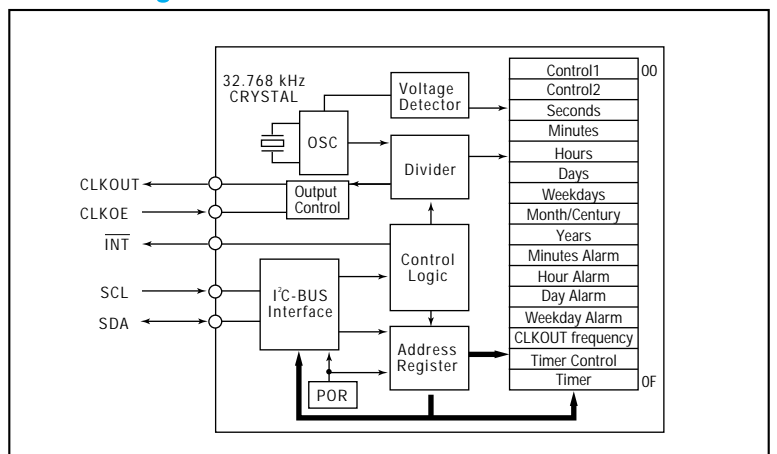 32.768 kHz
CRYSTAL
OSC
Voltage
Detector
Divider
CLKOUT
CLKOE
Output
Control
INT
Control
Logic
SCL
SDA
I²C-BUS
Interface
Address
Register
POR
Control1
00
Control2
Seconds
Minutes
Hours
Days
Weekdays
Month/Century
Years
Minutes Alarm
Hour Alarm
Day Alarm
Weekday Alarm
CLKOUT frequency
Timer Control
Timer
0F